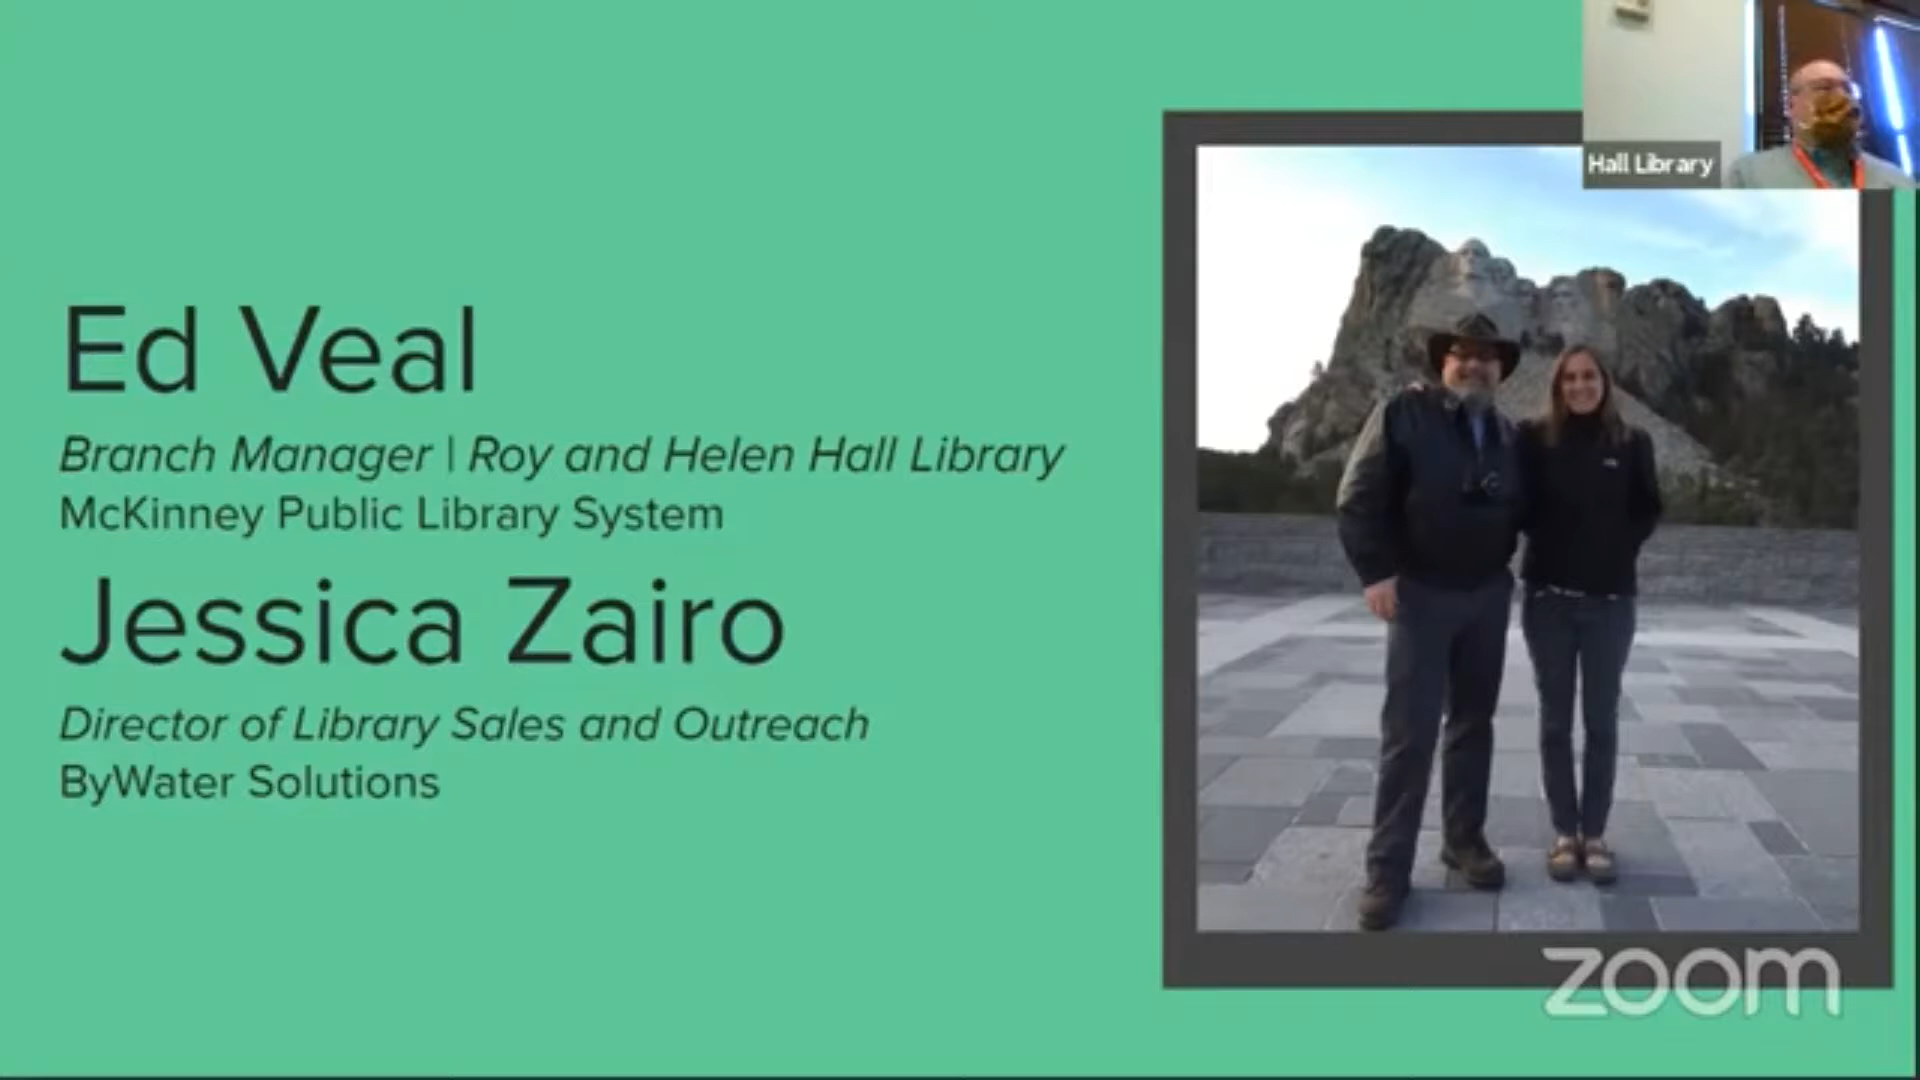 Hall Library
Ed Veal
Branch Manager | Roy and Helen Hall Library
McKinney Public Library System
Jessica Zairo
Director of Library Sales and Outreach
ByWater Solutions
zoom